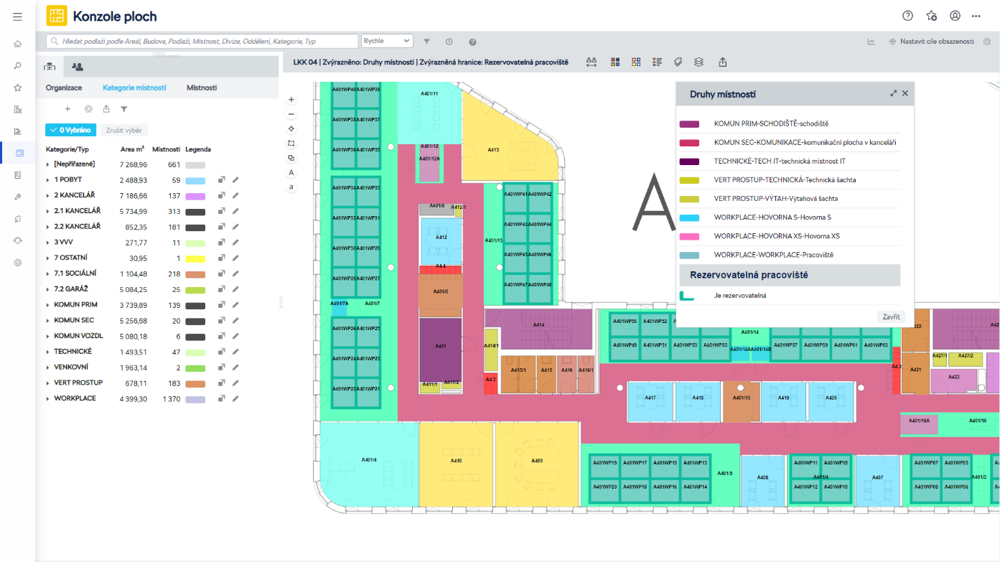 Konzole ploch
Hledat podlaží podle Areál, Budova, Podlaží, Místnost, Divize, Oddělení, Kategorie, Typ
Rychle
Nastavit cíle obsazenosti
LKK 04 | Zvýrazněno: Druhy místností | Zvýrazněná hranice: Rezervovatelná pracoviště
Organizace Kategorie místností Místnosti
0 Vybráno Zrušit výběr
Kategorie/Typ Area m² Místnosti Legenda
[Nepřiřazené] 7 268,96 661
1 POBYT 2 488,93 59
2 KANCELÁŘ 7 186,66 137
2.1 KANCELÁŘ 5 734,99 313
2.2 KANCELÁŘ 852,35 181
3 VVV 271,77 11
7 OSTATNÍ 30,95 1
7.1 SOCIÁLNÍ 1 104,48 218
7.2 GARÁŽ 5 084,25 25
KOMUN PRIM 3 739,89 139
KOMUN SEC 5 256,68 20
KOMUN VOZDL 5 080,18 6
TECHNICKÉ 1 493,51 47
VENKOVNÍ 1 963,14 2
VERT PROSTUP 678,11 183
WORKPLACE 4 399,30 1 370
A
a
A401WP40 A401WP39
A401/11
A401WP38 A401WP37
A401WP36 A401WP35
A401/12
A401/12A
A413
A401WP34 A401WP33
A401WP41 A401WP42
A401/9 A412/1
A401WP32 A401WP31
A401WP43 A401WP44
A412
A401/13
A401WP30 A401WP29
A401WP45 A401WP46
A4.4
A401WP28 A401WP27
A401WP47 A401WP48
A401/8
A401/7A A401/7
A401WP26 A401WP25
A414
A401WP24 A401WP23
A411
A414/1
A415/1 A415 A416 A416/1
A4.3
A411/1 A411/2
A401WP22 A401WP21
A
Druhy místností
KOMUN PRIM-SCHODIŠTĚ-schodiště
KOMUN SEC-KOMUNIKACE-komunikační plocha v kanceláři
TECHNICKÉ-TECH IT-technická místnost IT
VERT PROSTUP-TECHNICKÁ-Technická šachta
VERT PROSTUP-VÝTAH-Výtahová šachta
WORKPLACE-HOVORNA S-Hovorna S
WORKPLACE-HOVORNA XS-Hovorna XS
WORKPLACE-WORKPLACE-Pracoviště
Rezervovatelná pracoviště
Je rezervovatelná
Zavřít
A401WP50 A401WP52
A401/14
A401WP49 A401WP51 A401WP53 A401WP55 A401/14A A401/14B A401WP57 A401WP59 A401WP61 A401WP63
A4.2
A421
A427/1 A427/2
A423
A417 A418 A401/15 A419 A420
A401/16A A401/16
A401/6 A410 A409
A401WP19 A401WP17 A401WP15 A401WP13
A401/5
A401WP20 A401WP18 A401WP16 A401WP14
A408
A401WP11 A401WP09
A401/4
A401WP12 A401WP10
A407
A401WP07 A401WP05
A401/3
A401WP08 A401WP06